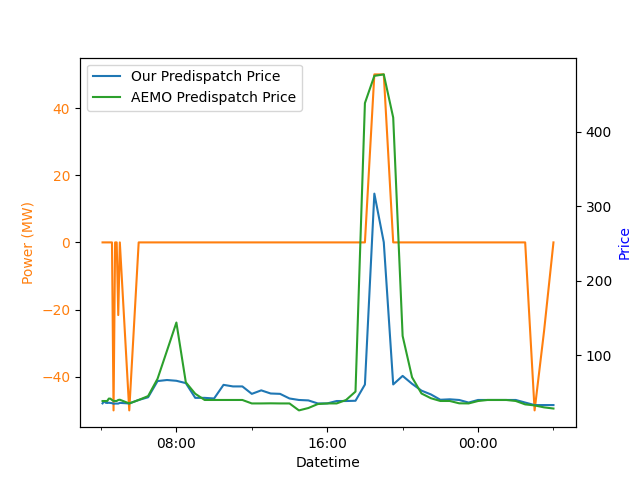 Our Predispatch Price
AEMO Predispatch Price
Power (MW)
40
20
0
−20
−40
400
300
200
100
Price
08:00
16:00
00:00
Datetime